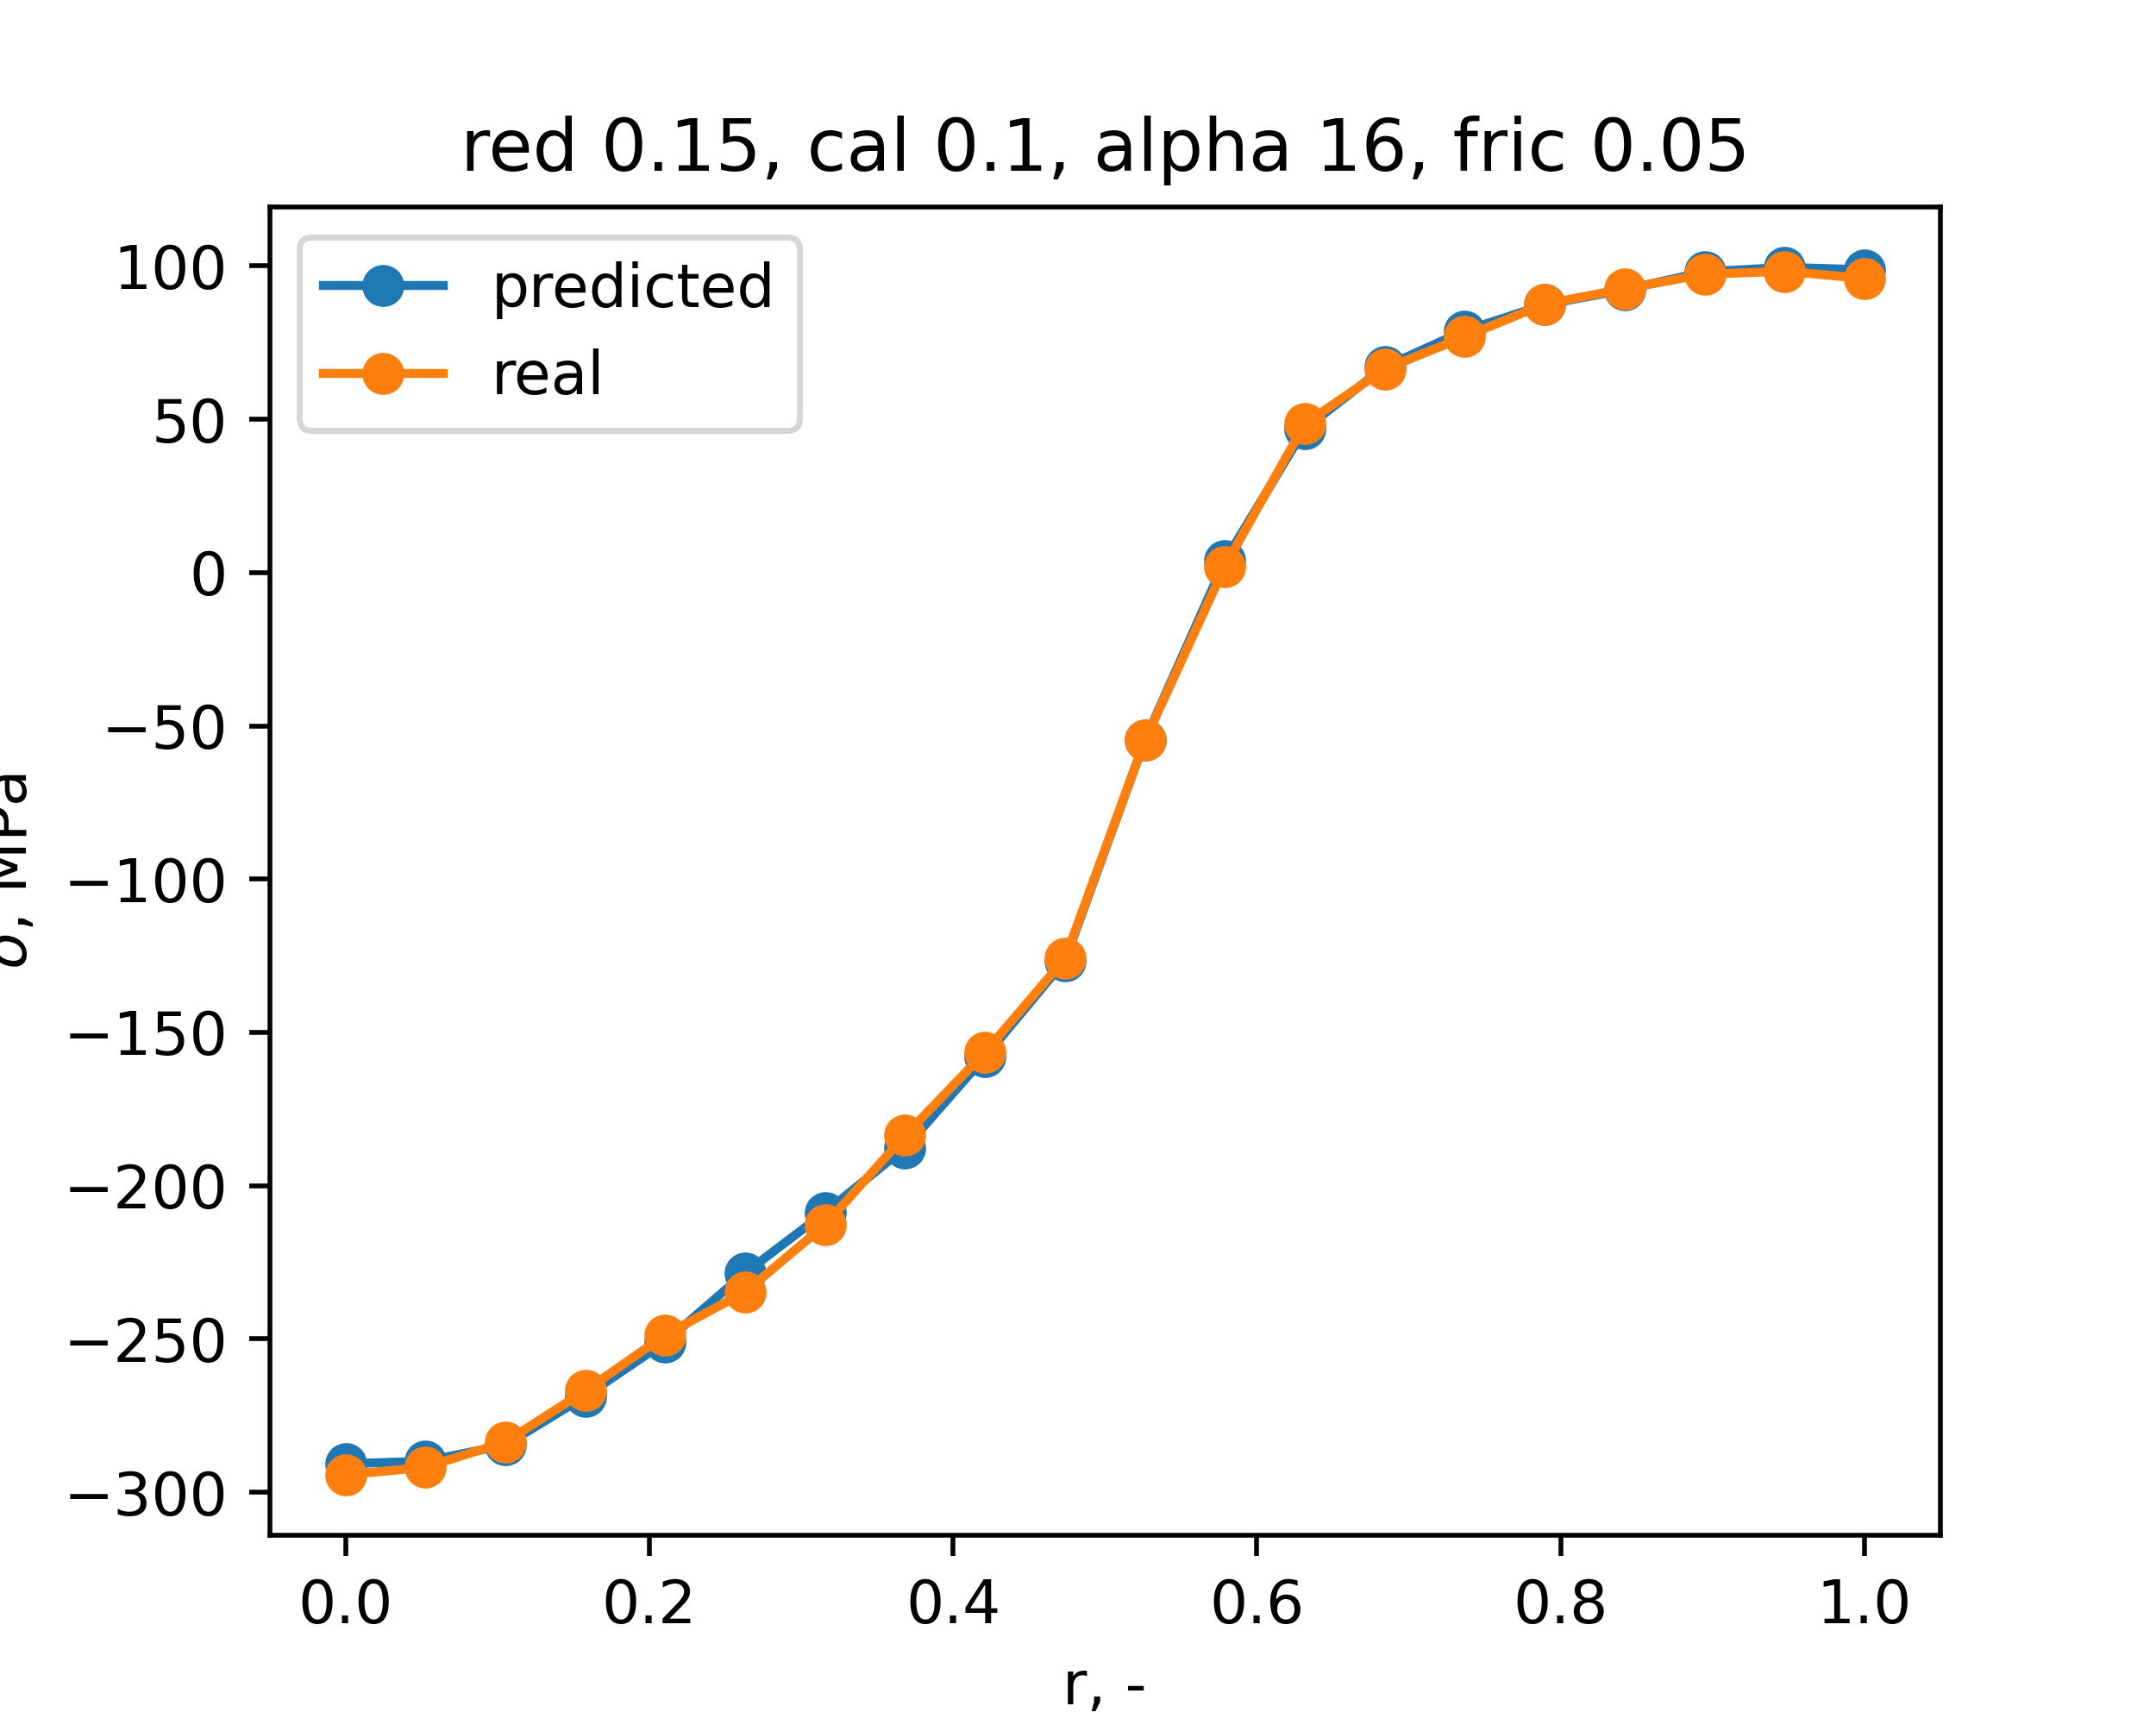 red 0.15, cal 0.1, alpha 16, fric 0.05
predicted
real
100
50
0
−50
−100
−150
−200
−250
−300
σ, MPa
0.0 0.2 0.4 0.6 0.8 1.0
r, -